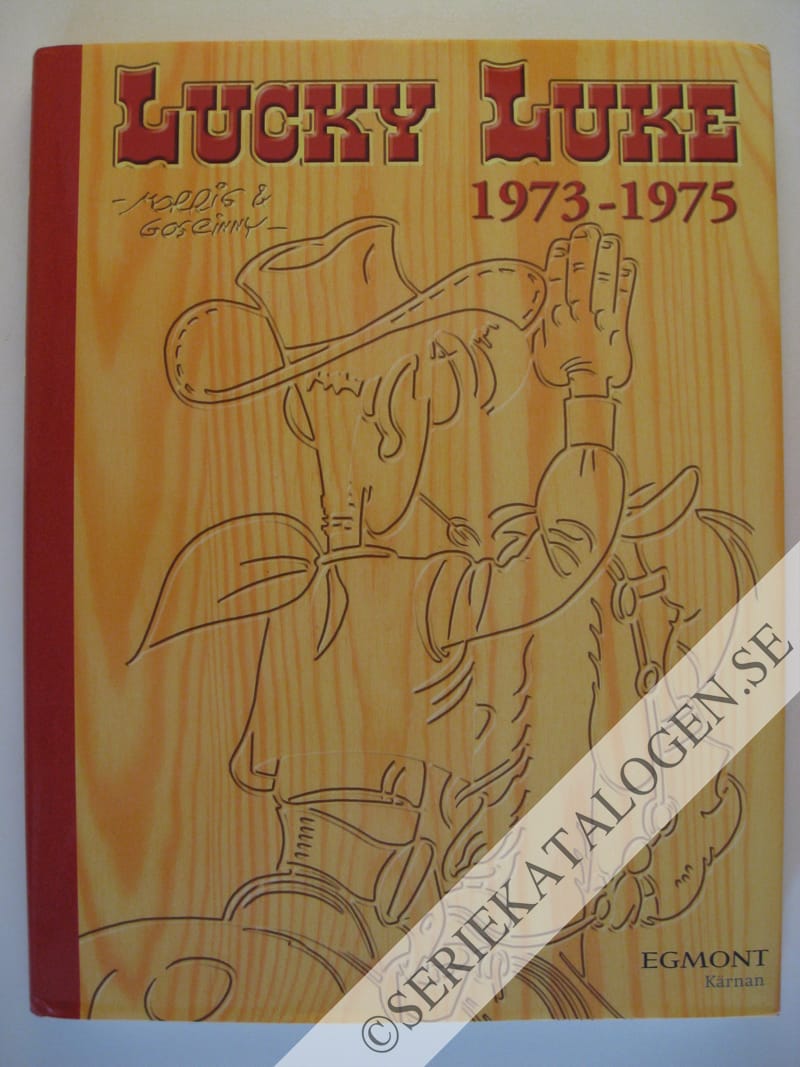 LUCKY LUKE
1973-1975
-MORRIS &
GOSCINNY-
EGMONT
Kärnan
©SERIEKATALOGEN.SE